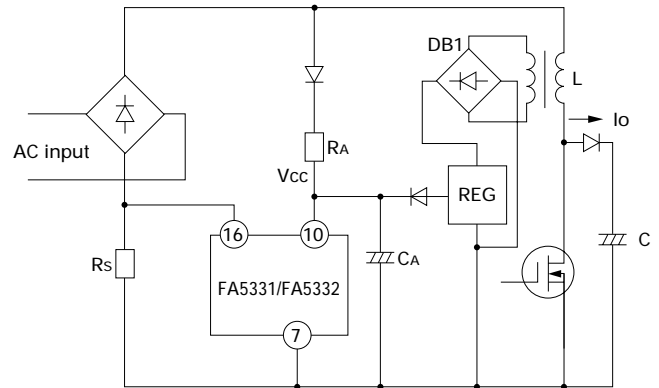 DB1
L
Io
AC input
RA
Vcc
REG
16
10
C
CA
RS
FA5331/FA5332
7